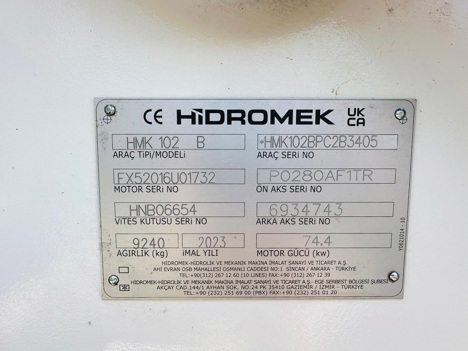 CE HİDROMEK UK CA
HMK 102 B *HMK102BPC2B3405
ARAÇ TİPİ/MODELİ ARAÇ SERİ NO
FX52016U01732 P0280AF1TR
MOTOR SERİ NO ÖN AKS SERİ NO
HNB06654 6934743
VİTES KUTUSU SERİ NO ARKA AKS SERİ NO
9240 2023 74.4
AĞIRLIK (kg) İMAL YILI MOTOR GÜCÜ (kw)
HİDROMEK-HİDROLİK VE MEKANİK MAKİNA İMALAT SANAYİ VE TİCARET A.Ş.
AHİ EVRAN OSB MAHALLESİ OSMANLI CADDESİ NO:1 SİNCAN / ANKARA - TÜRKİYE
TEL:+90(312) 267 12 60 (10 LINES) FAX:+90 (312) 267 12 39
HİDROMEK-HİDROLİK VE MEKANİK MAKİNA İMALAT SANAYİ VE TİCARET A.Ş. - EGE SERBEST BÖLGESİ ŞUBESİ
AKÇAY CAD.144/1 AYHAN SOK. NO:24 PK 35410 GAZİEMİR / İZMİR - TÜRKİYE
TEL:+90 (232) 251 69 00 (PBX) FAX:+90 (232) 251 01 20
Y0621014 - 10